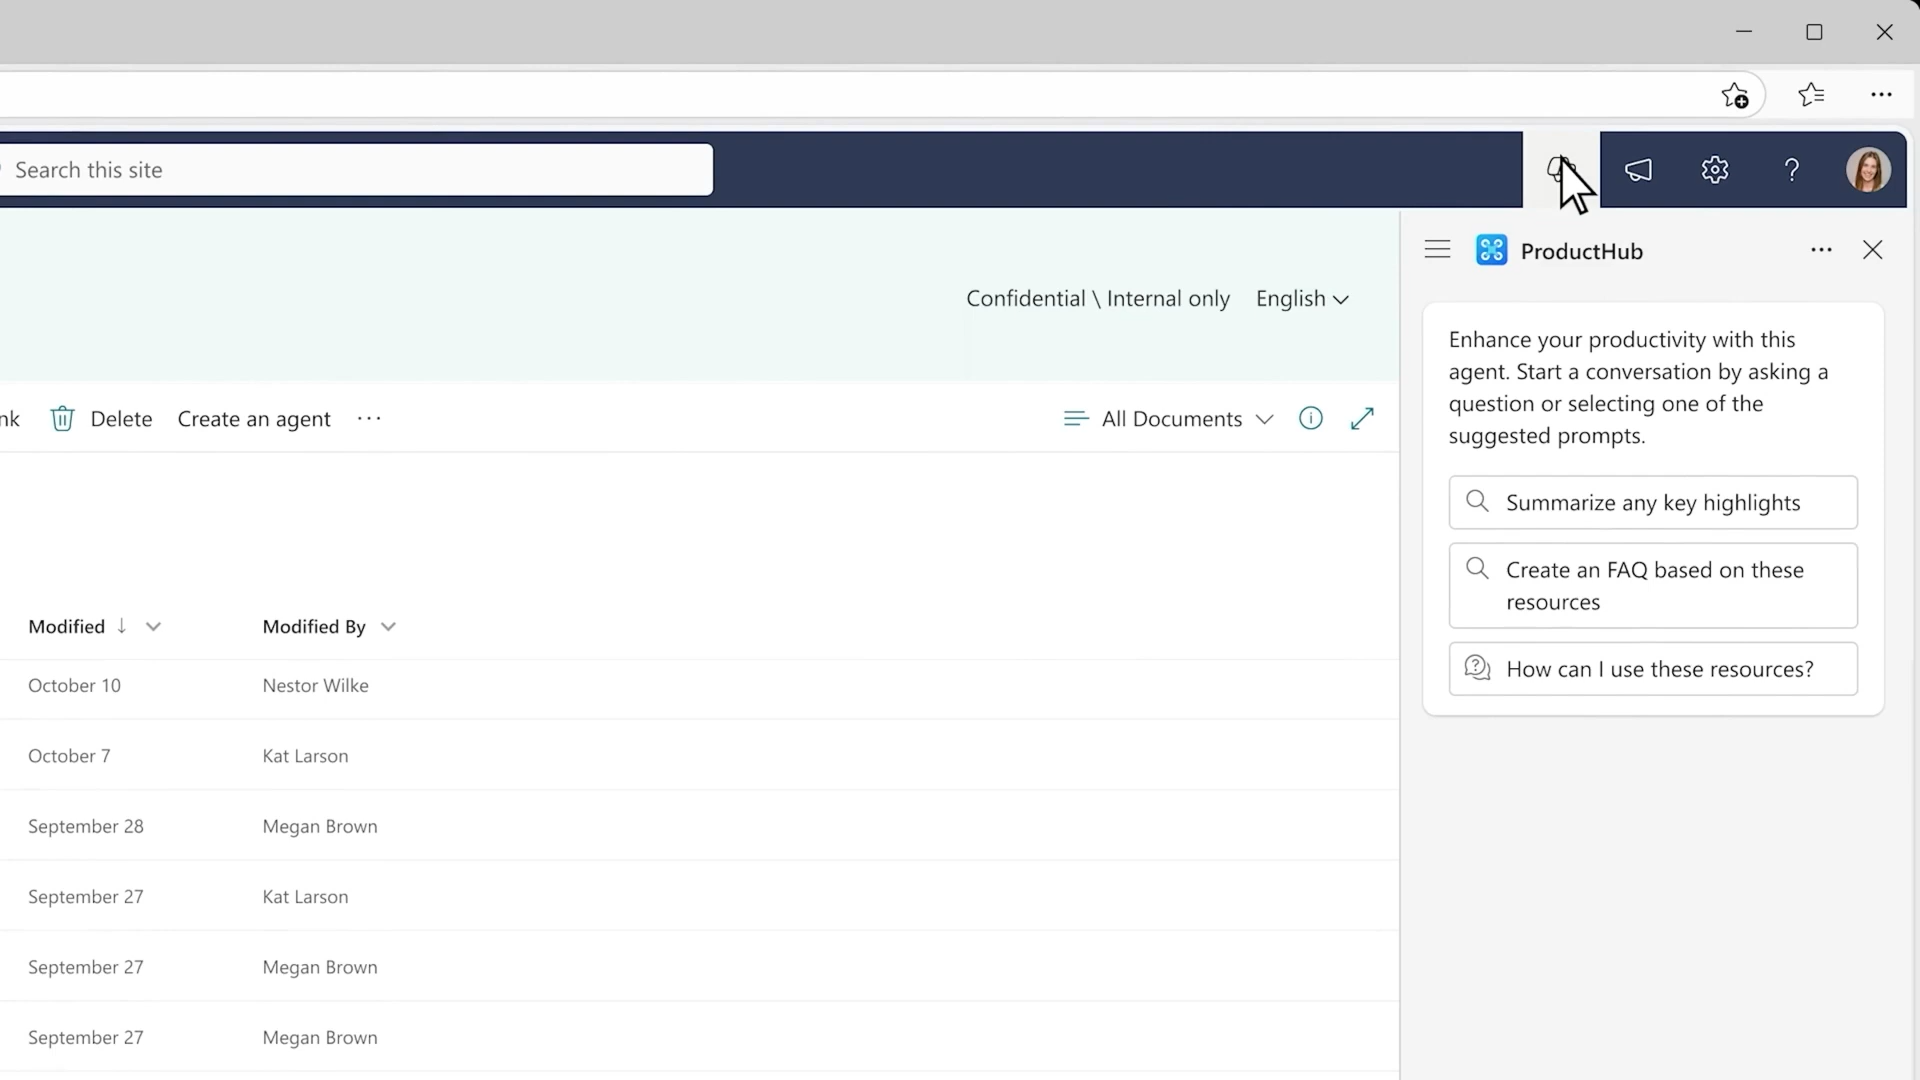 Search this site
ProductHub
Confidential \ Internal only English
Enhance your productivity with this
agent. Start a conversation by asking a
question or selecting one of the
suggested prompts.
nk Delete Create an agent ··· All Documents
Summarize any key highlights
Create an FAQ based on these
resources
How can I use these resources?
Modified ↓ Modified By
October 10 Nestor Wilke
October 7 Kat Larson
September 28 Megan Brown
September 27 Kat Larson
September 27 Megan Brown
September 27 Megan Brown